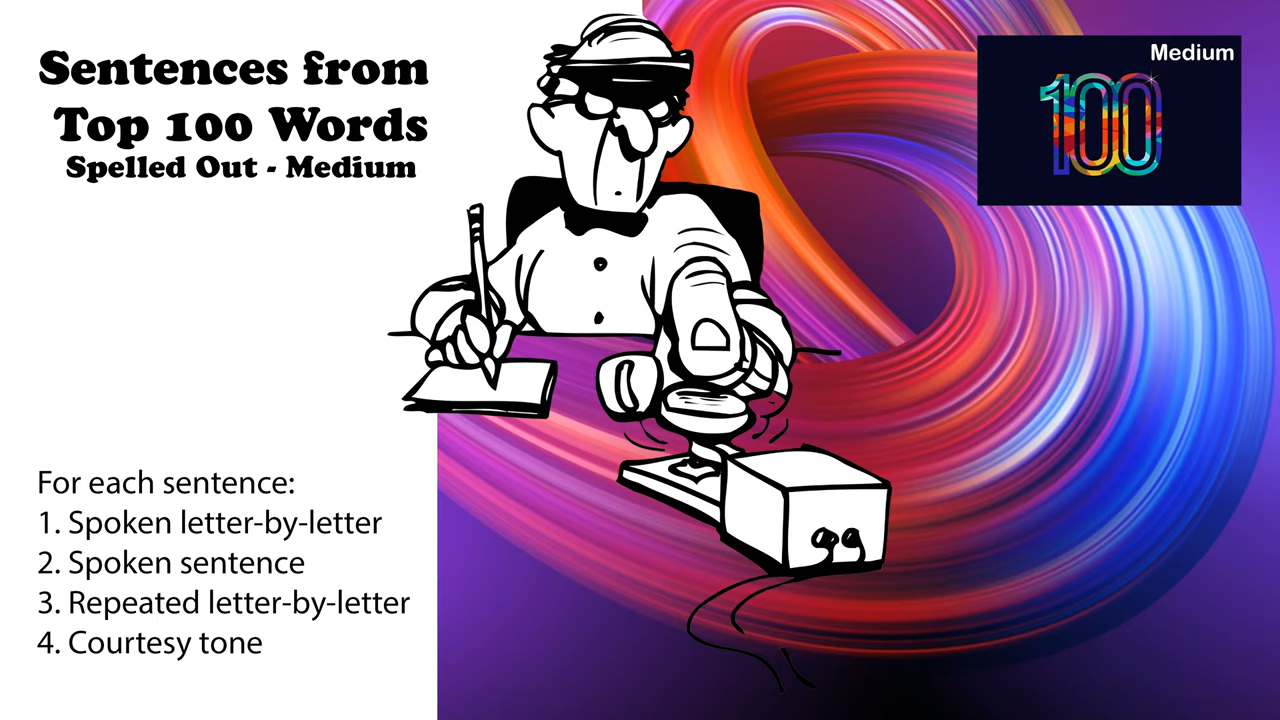 Sentences from
Top 100 Words
Spelled Out - Medium
Medium
100
For each sentence:
1. Spoken letter-by-letter
2. Spoken sentence
3. Repeated letter-by-letter
4. Courtesy tone